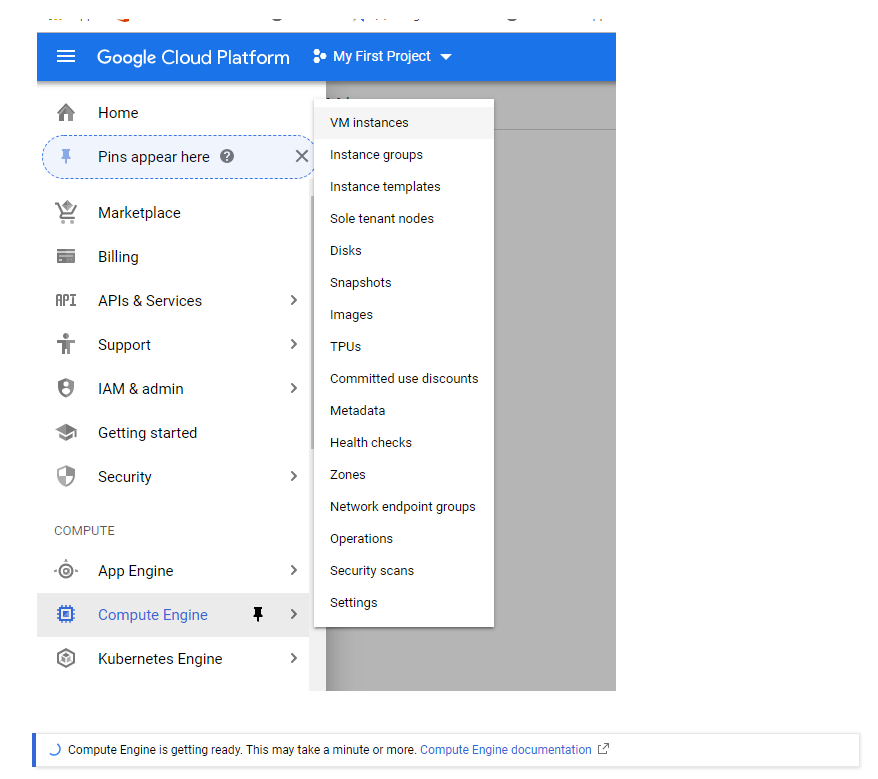 Google Cloud Platform My First Project
Home
Pins appear here
Marketplace
Billing
API APIs & Services
Support
IAM & admin
Getting started
Security
COMPUTE
App Engine
Compute Engine
Kubernetes Engine
VM instances
Instance groups
Instance templates
Sole tenant nodes
Disks
Snapshots
Images
TPUs
Committed use discounts
Metadata
Health checks
Zones
Network endpoint groups
Operations
Security scans
Settings
Compute Engine is getting ready. This may take a minute or more. Compute Engine documentation